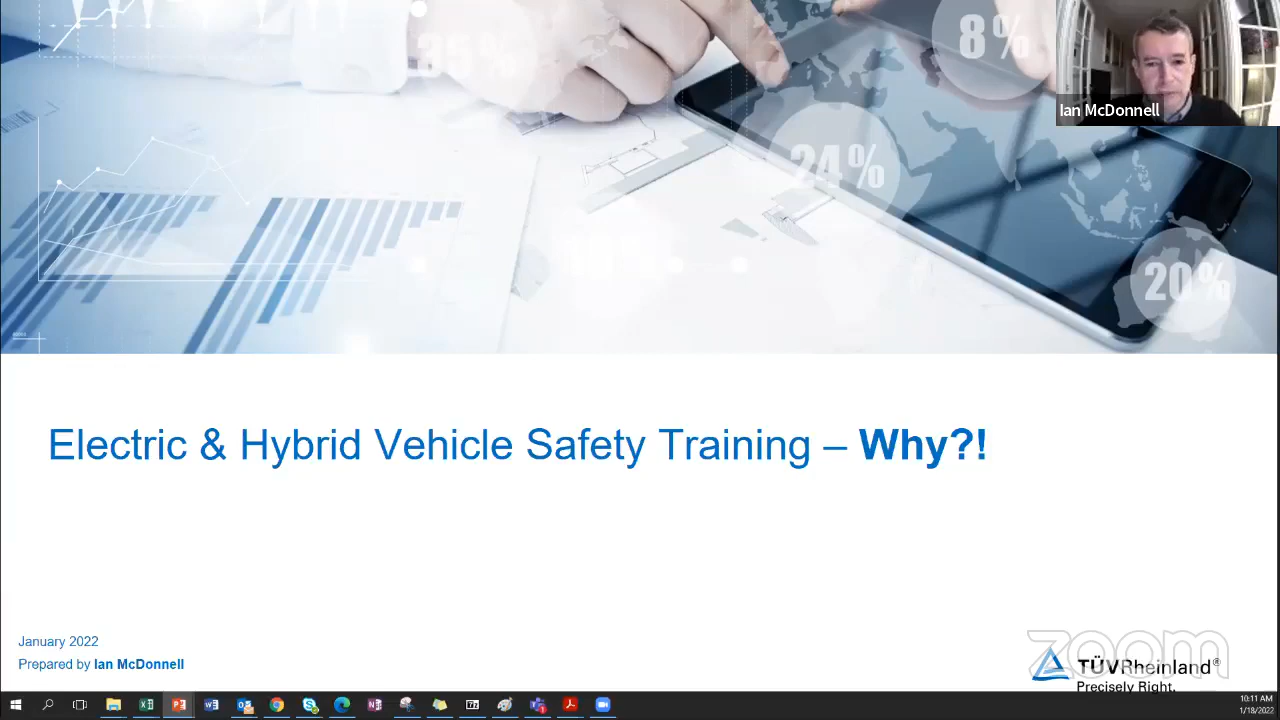 8%
Ian McDonnell
24%
20%
Electric & Hybrid Vehicle Safety Training – Why?!
January 2022
Prepared by Ian McDonnell
zoom
TÜVRheinland®
Precisely Right.
10:11 AM
1/18/2022